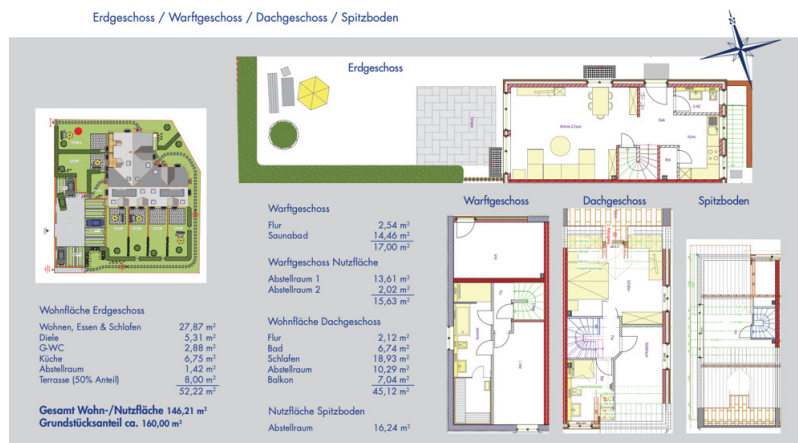 Erdgeschoss / Warftgeschoss / Dachgeschoss / Spitzboden
Erdgeschoss
Wohnen & Essen
Diele
Küche
G-WC
Warftgeschoss
Dachgeschoss
Spitzboden
Warftgeschoss
Flur 2,54 m²
Saunabad 14,46 m²
17,00 m²
Warftgeschoss Nutzfläche
Abstellraum 1 13,61 m²
Abstellraum 2 2,02 m²
15,63 m²
Wohnfläche Dachgeschoss
Flur 2,12 m²
Bad 6,74 m²
Schlafen 18,93 m²
Abstellraum 10,29 m²
Balkon 7,04 m²
45,12 m²
Nutzfläche Spitzboden
Abstellraum 16,24 m²
Wohnfläche Erdgeschoss
Wohnen, Essen & Schlafen 27,87 m²
Diele 5,31 m²
G-WC 2,88 m²
Küche 6,75 m²
Abstellraum 1,42 m²
Terrasse (50% Anteil) 8,00 m²
52,22 m²
Gesamt Wohn-/Nutzfläche 146,21 m²
Grundstücksanteil ca. 160,00 m²